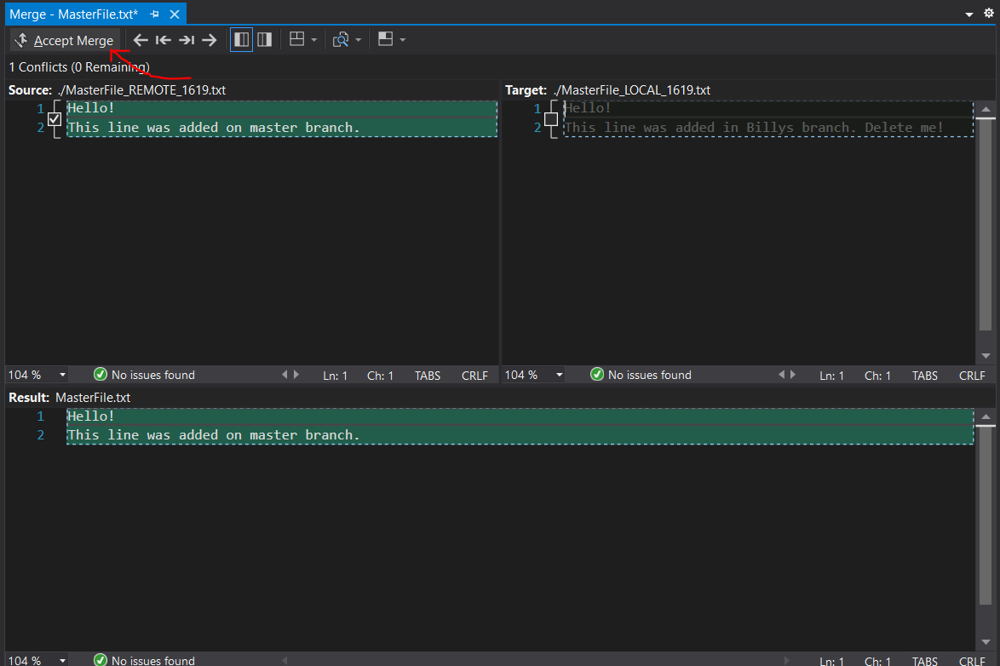 Merge - MasterFile.txt*
Accept Merge
1 Conflicts (0 Remaining)
Source: ./MasterFile_REMOTE_1619.txt
1 Hello!
2 This line was added on master branch.
104 % No issues found Ln: 1 Ch: 1 TABS CRLF
Target: ./MasterFile_LOCAL_1619.txt
1 Hello!
2 This line was added in Billys branch. Delete me!
104 % No issues found Ln: 1 Ch: 1 TABS CRLF
Result: MasterFile.txt
1 Hello!
2 This line was added on master branch.
104 % No issues found Ln: 1 Ch: 1 TABS CRLF